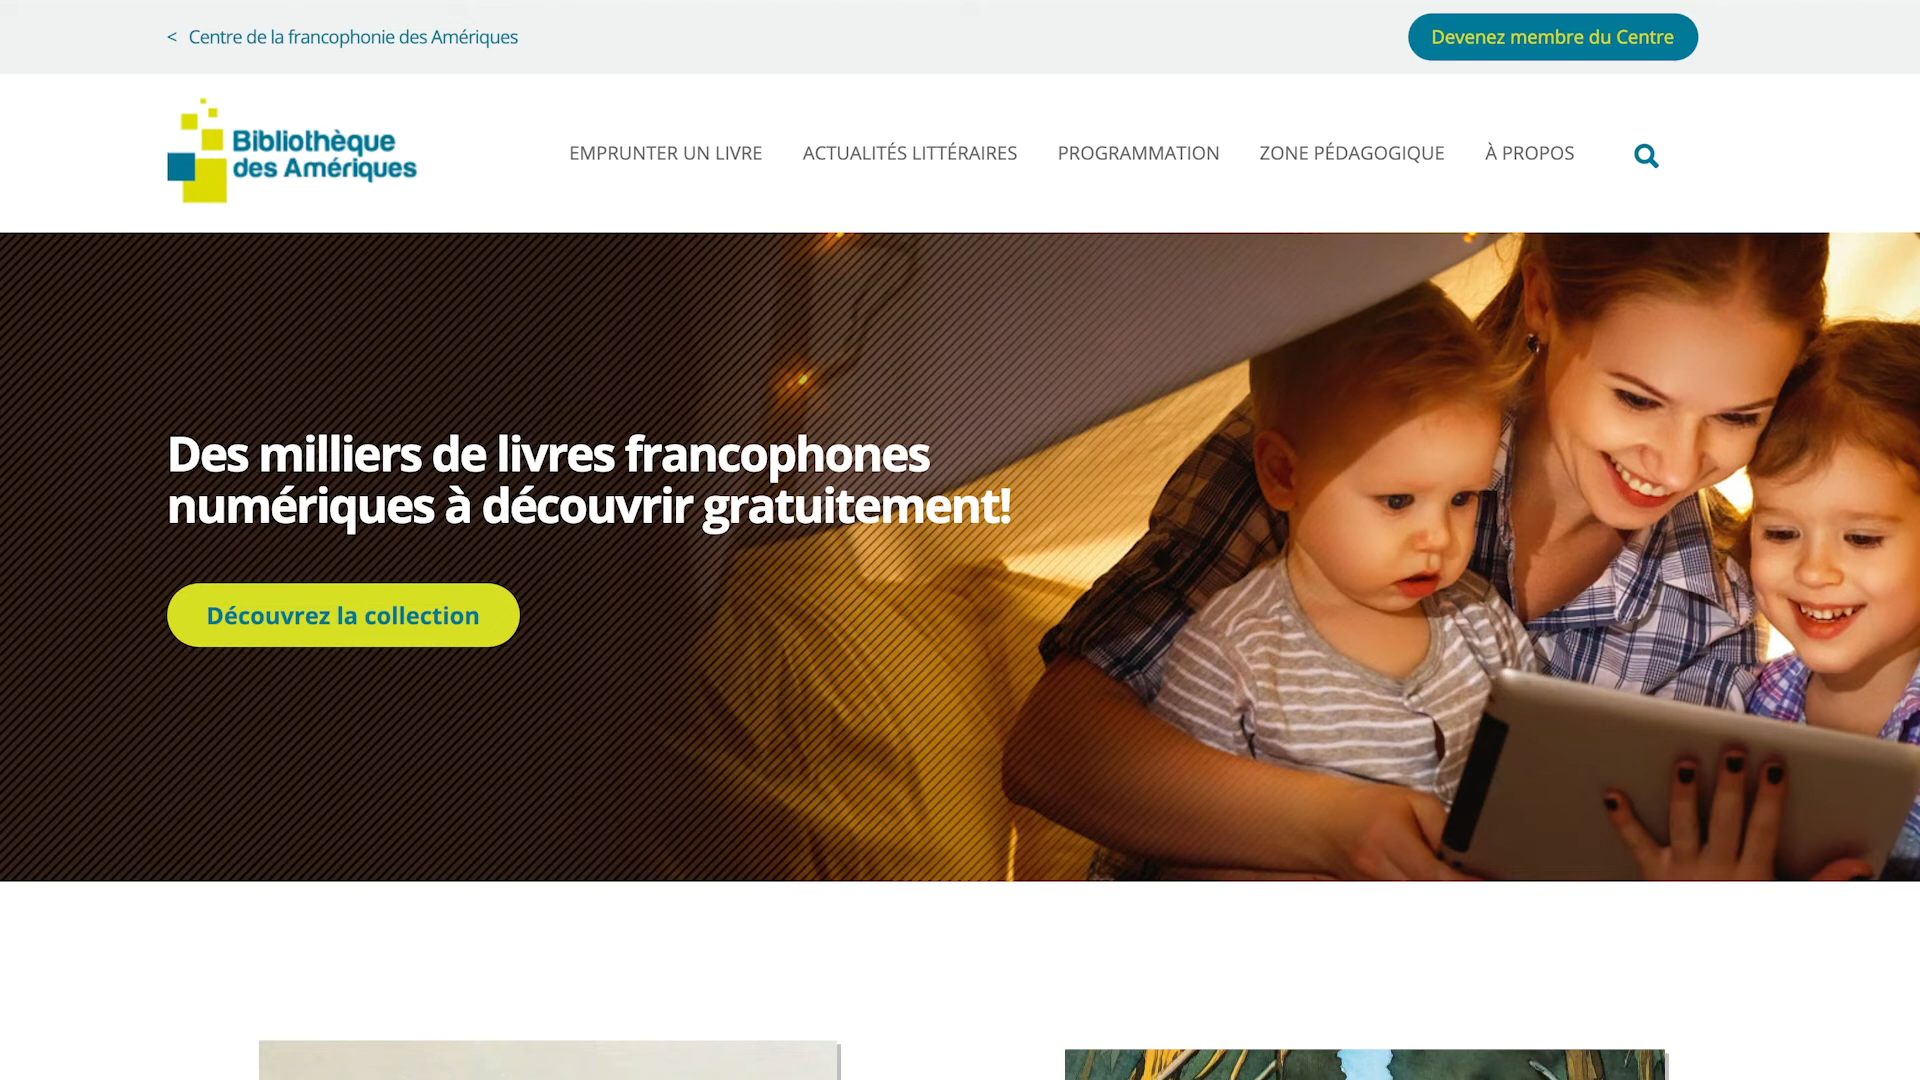 < Centre de la francophonie des Amériques
Devenez membre du Centre
Bibliothèque
des Amériques
EMPRUNTER UN LIVRE
ACTUALITÉS LITTÉRAIRES
PROGRAMMATION
ZONE PÉDAGOGIQUE
À PROPOS
Des milliers de livres francophones
numériques à découvrir gratuitement!
Découvrez la collection